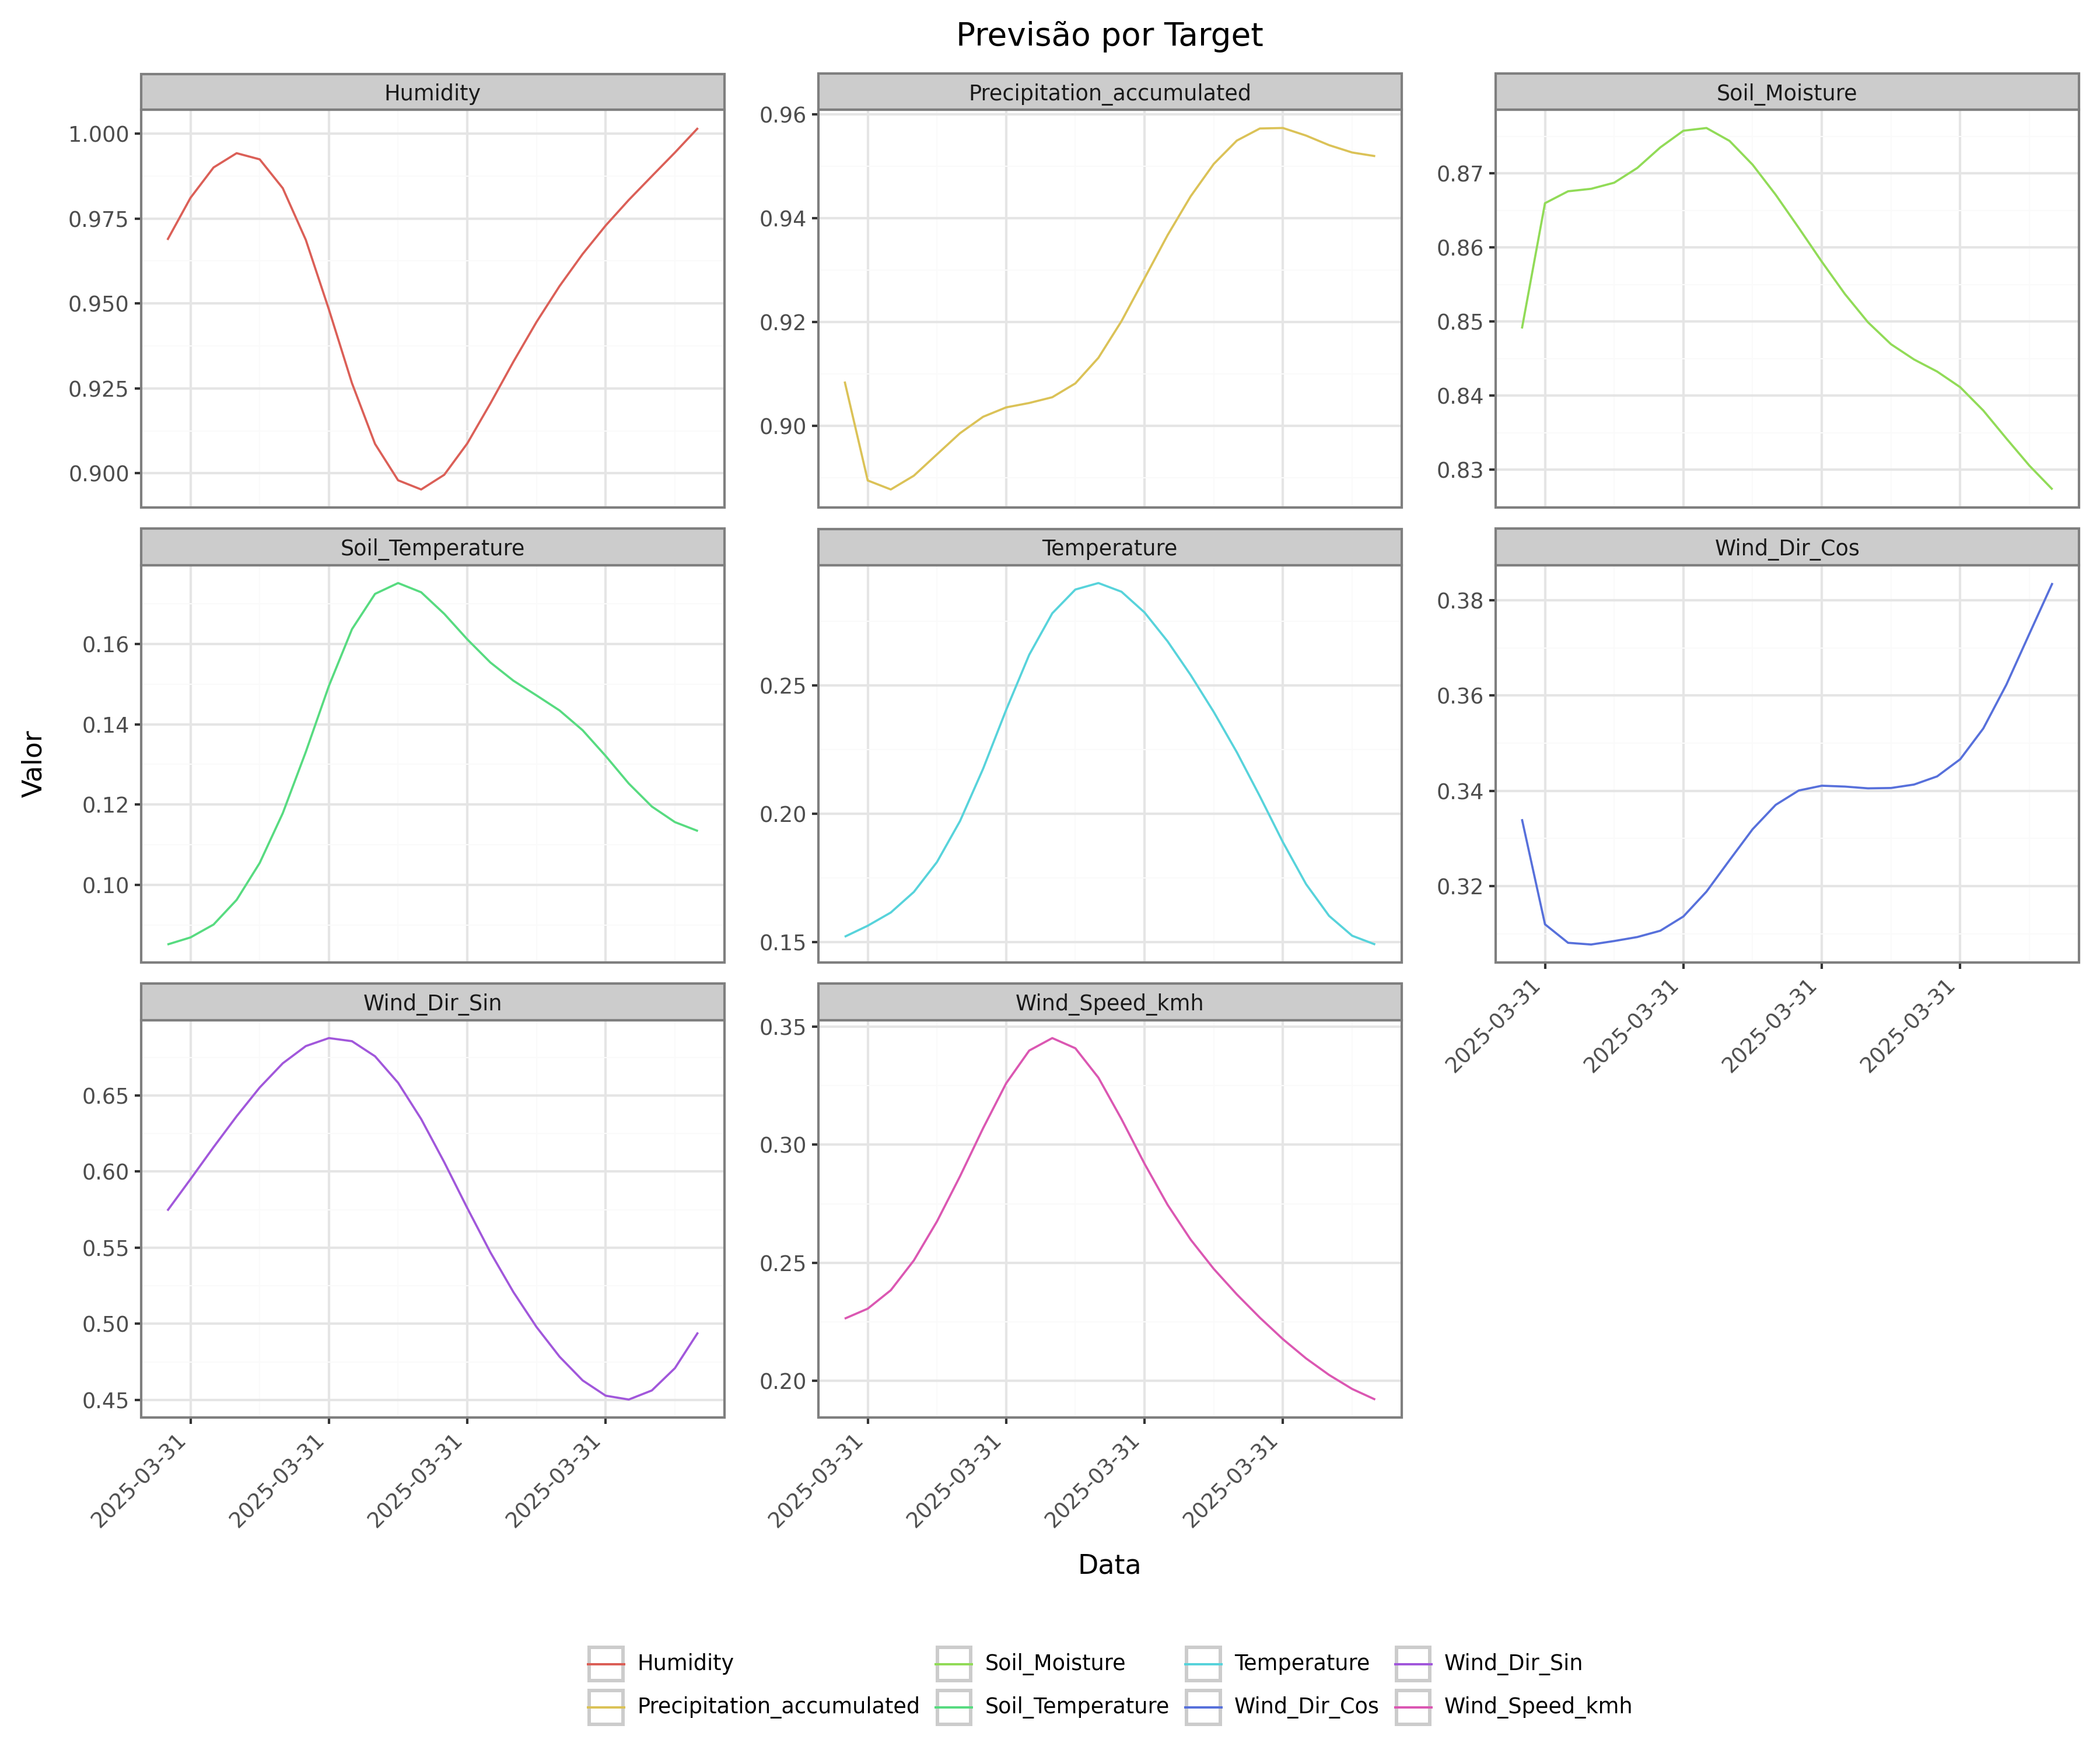 Previsão por Target
Humidity
Precipitation_accumulated
Soil_Moisture
1.000
0.975
0.950
0.925
0.900
0.96
0.94
0.92
0.90
0.87
0.86
0.85
0.84
0.83
Soil_Temperature
Temperature
Wind_Dir_Cos
0.16
0.14
0.12
0.10
0.25
0.20
0.15
0.38
0.36
0.34
0.32
2025-03-31
2025-03-31
2025-03-31
2025-03-31
Valor
Wind_Dir_Sin
Wind_Speed_kmh
0.65
0.60
0.55
0.50
0.45
0.35
0.30
0.25
0.20
2025-03-31
2025-03-31
2025-03-31
2025-03-31
2025-03-31
2025-03-31
2025-03-31
2025-03-31
Data
Humidity
Soil_Moisture
Temperature
Wind_Dir_Sin
Precipitation_accumulated
Soil_Temperature
Wind_Dir_Cos
Wind_Speed_kmh